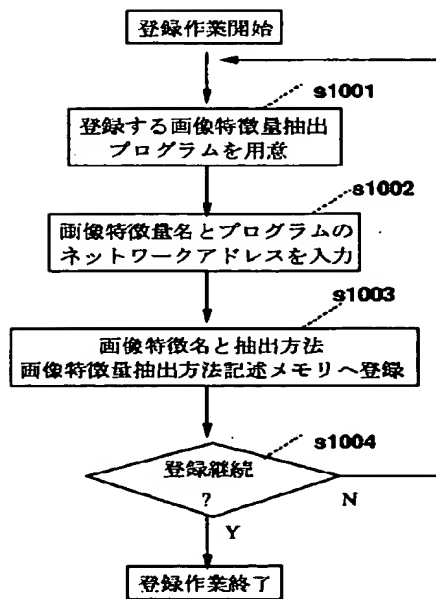 登録作業開始
s1001
登録する画像特徴量抽出
プログラムを用意
s1002
画像特徴量名とプログラムの
ネットワークアドレスを入力
s1003
画像特徴名と抽出方法
画像特徴量抽出方法記述メモリへ登録
s1004
登録継続
?
N
Y
登録作業終了